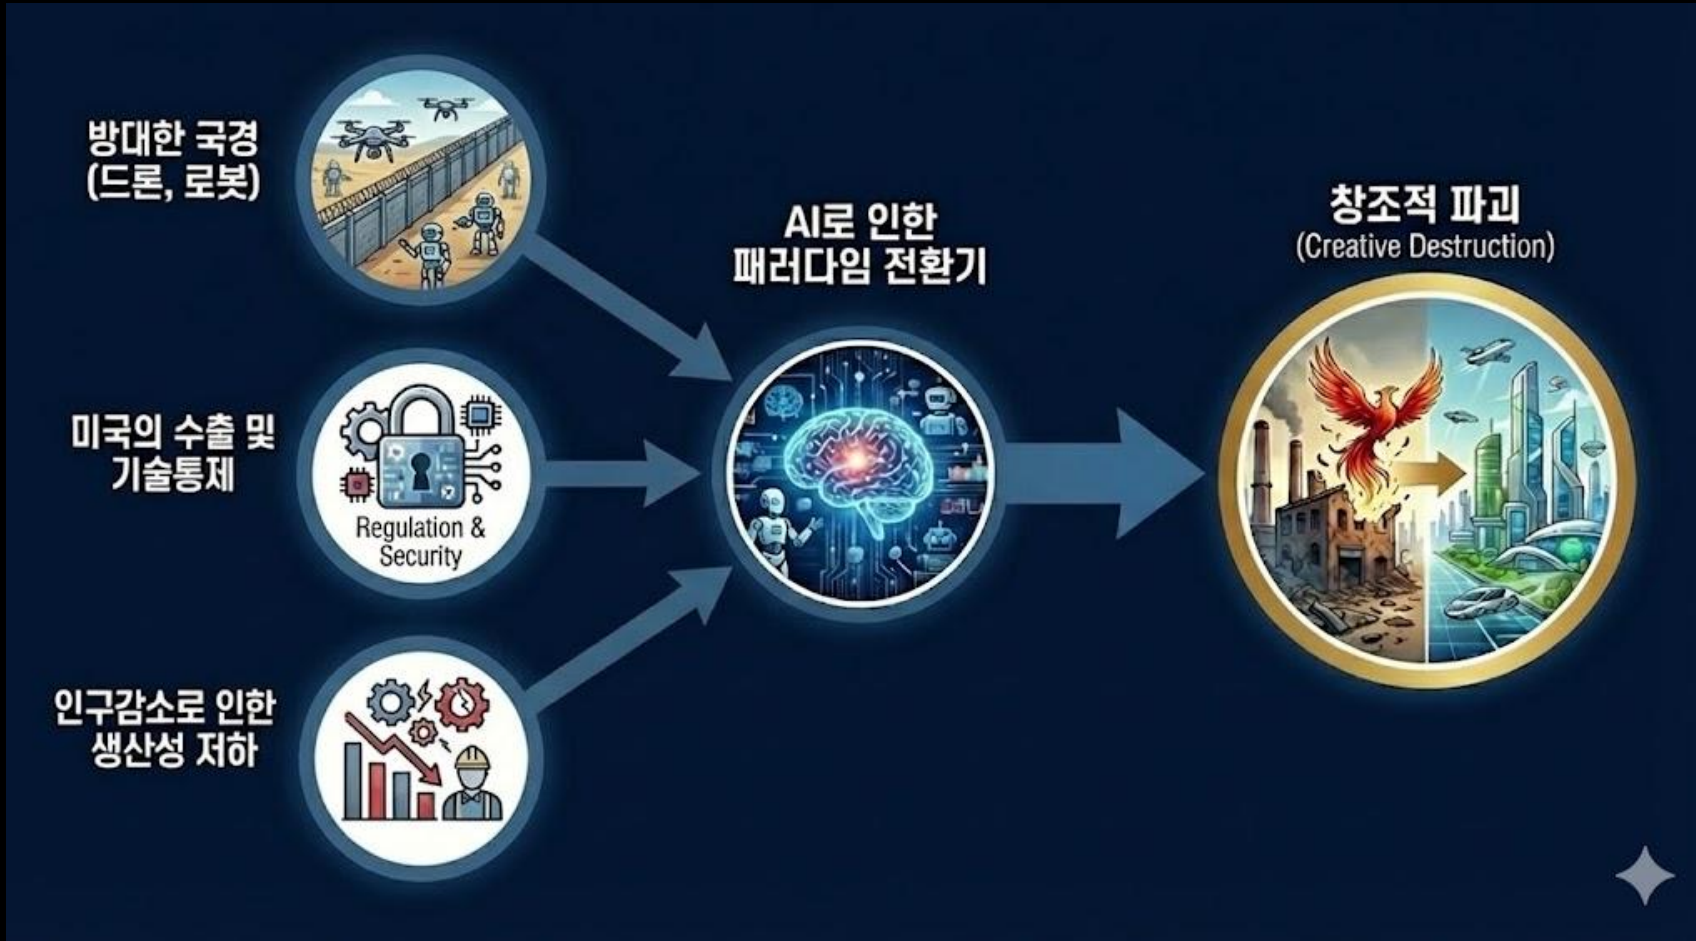 방대한 국경
(드론, 로봇)
미국의 수출 및
기술통제
Regulation &
Security
인구감소로 인한
생산성 저하
AI로 인한
패러다임 전환기
창조적 파괴
(Creative Destruction)